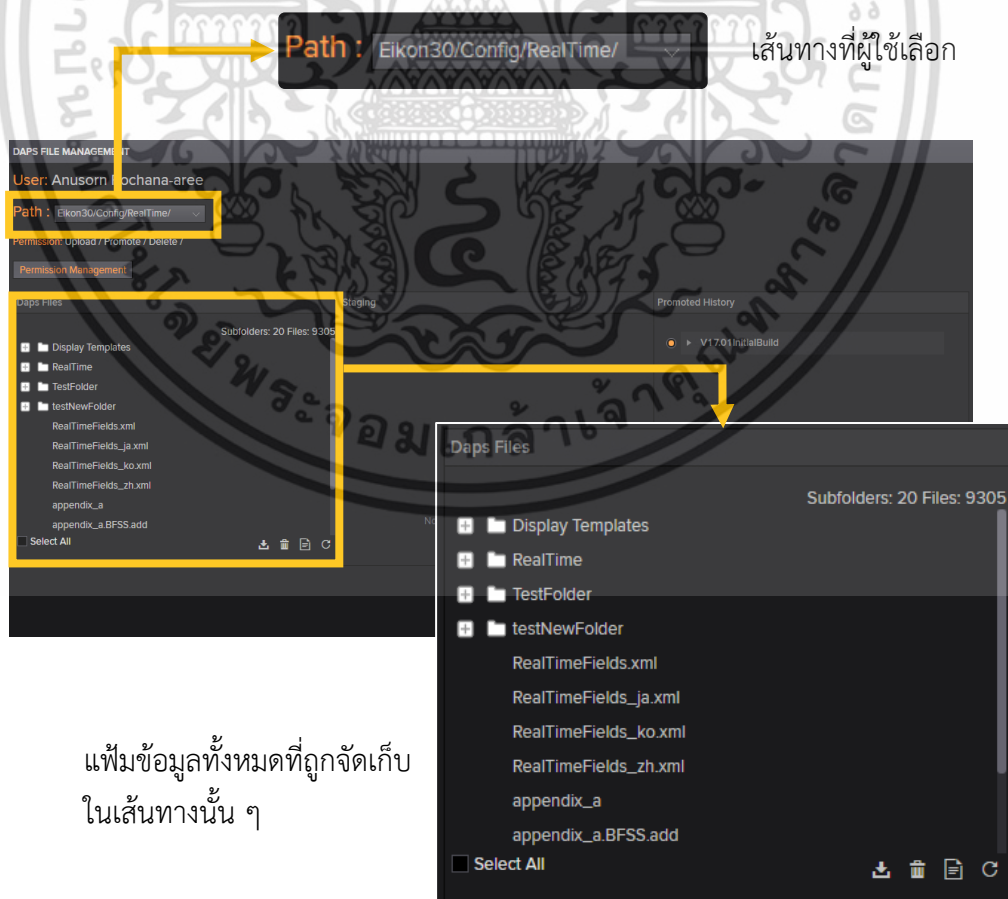 Path : Eikon30/Config/RealTime/
เส้นทางที่ผู้ใช้เลือก
DAPS FILE MANAGEMENT
User: Anusorn Pochana-aree
Path : Eikon30/Config/RealTime/
Permission: Upload / Promote / Delete /
Permission Management
Daps Files
Staging
Promoted History
Subfolders: 20 Files: 9305
V17.01InitialBuild
Display Templates
RealTime
TestFolder
testNewFolder
RealTimeFields.xml
RealTimeFields_ja.xml
RealTimeFields_ko.xml
RealTimeFields_zh.xml
appendix_a
appendix_a.BFSS.add
Select All
Daps Files
Subfolders: 20 Files: 9305
Display Templates
RealTime
TestFolder
testNewFolder
RealTimeFields.xml
RealTimeFields_ja.xml
RealTimeFields_ko.xml
RealTimeFields_zh.xml
appendix_a
appendix_a.BFSS.add
Select All
แฟ้มข้อมูลทั้งหมดที่ถูกจัดเก็บ
ในเส้นทางนั้น ๆ